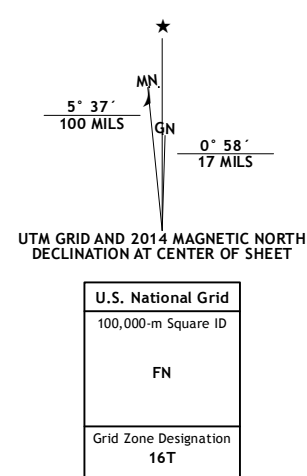 ★
MN.
GN
5° 37´
100 MILS
0° 58´
17 MILS
UTM GRID AND 2014 MAGNETIC NORTH
DECLINATION AT CENTER OF SHEET
U.S. National Grid
100,000-m Square ID
FN
Grid Zone Designation
16T